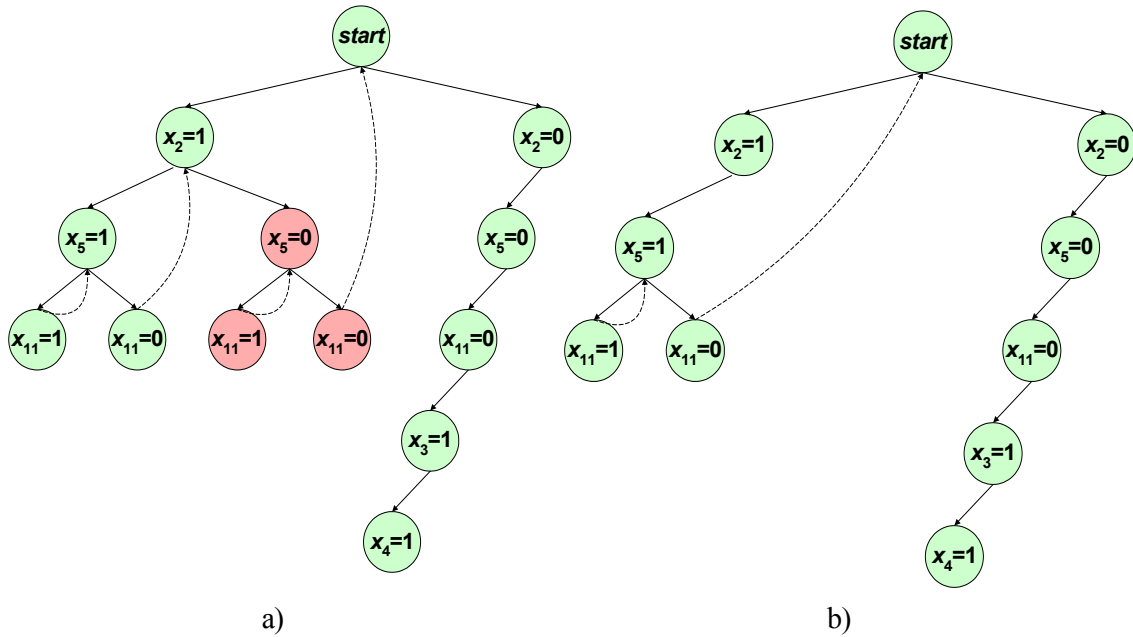 start
x₂=1
x₂=0
x₅=1
x₅=0
x₅=0
x₁₁=1
x₁₁=0
x₁₁=1
x₁₁=0
x₁₁=0
x₃=1
x₄=1
a)
start
x₂=1
x₂=0
x₅=1
x₅=0
x₁₁=1
x₁₁=0
x₁₁=0
x₃=1
x₄=1
b)